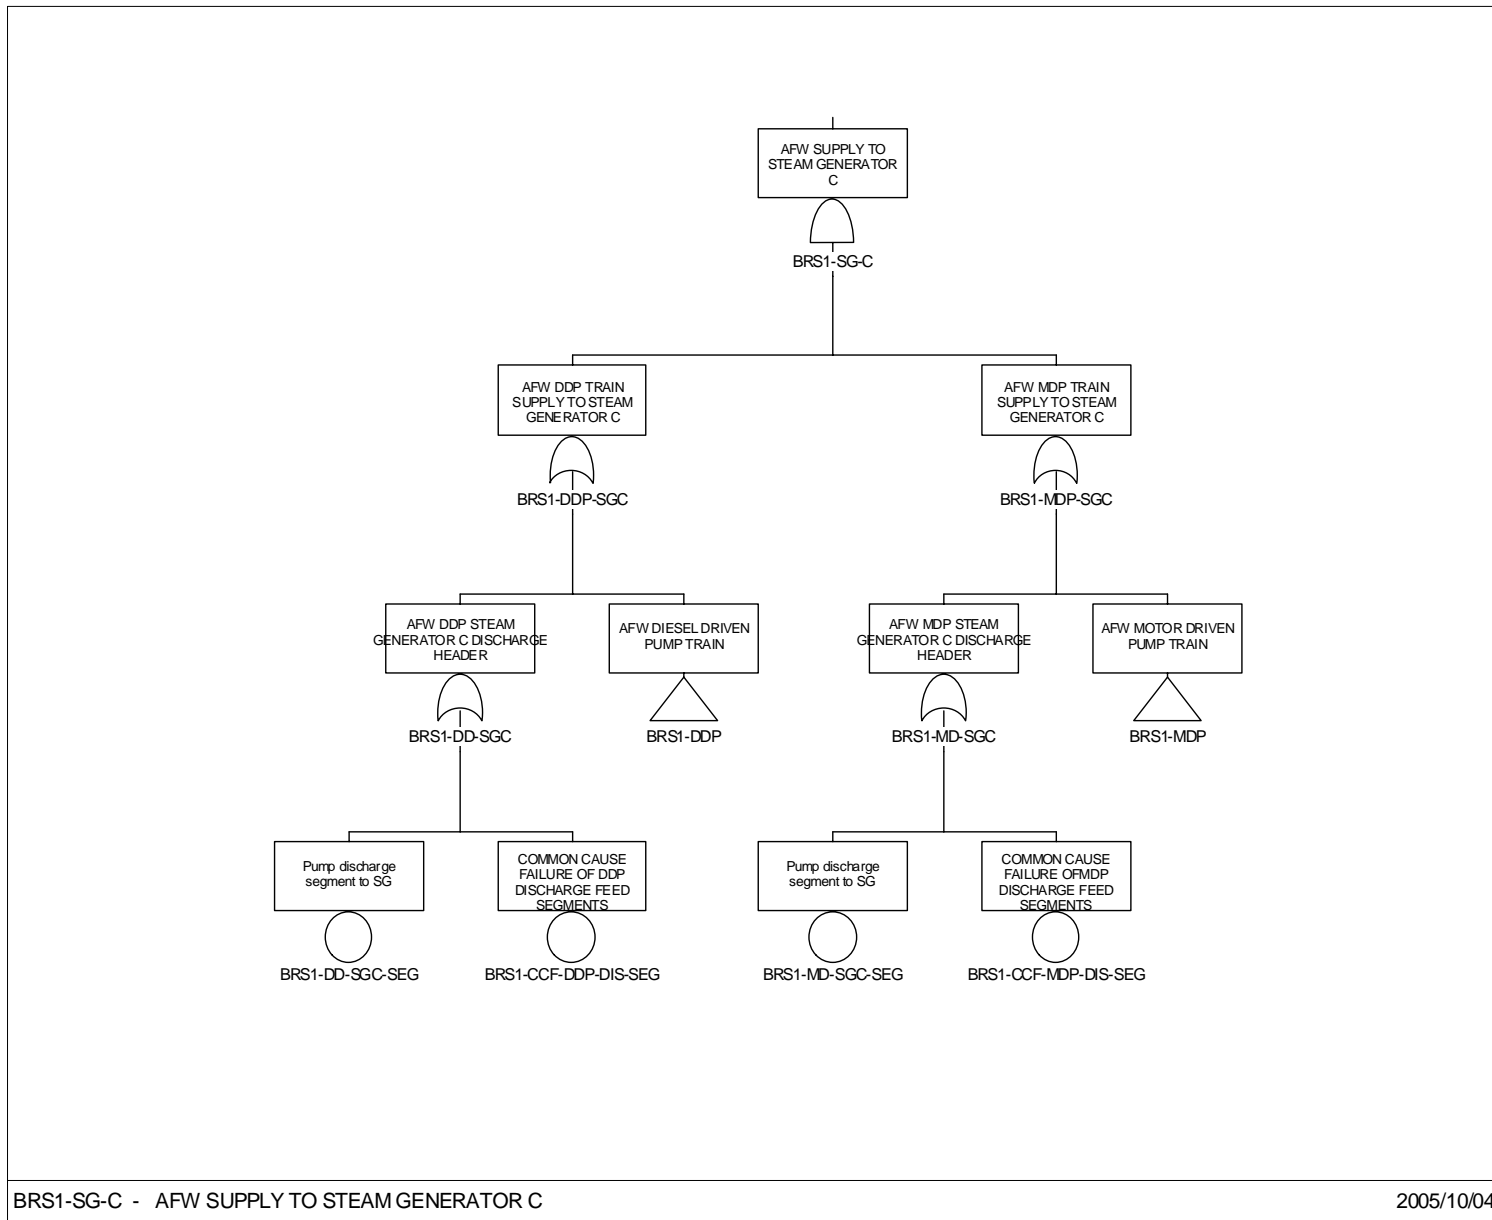 AFW SUPPLY TO
STEAM GENERATOR
C
BRS1-SG-C
AFW DDP TRAIN
SUPPLY TO STEAM
GENERATOR C
BRS1-DDP-SGC
AFW MDP TRAIN
SUPPLY TO STEAM
GENERATOR C
BRS1-MDP-SGC
AFW DDP STEAM
GENERATOR C DISCHARGE
HEADER
BRS1-DD-SGC
AFW DIESEL DRIVEN
PUMP TRAIN
BRS1-DDP
AFW MDP STEAM
GENERATOR C DISCHARGE
HEADER
BRS1-MD-SGC
AFW MOTOR DRIVEN
PUMP TRAIN
BRS1-MDP
Pump discharge
segment to SG
BRS1-DD-SGC-SEG
COMMON CAUSE
FAILURE OF DDP
DISCHARGE FEED
SEGMENTS
BRS1-CCF-DDP-DIS-SEG
Pump discharge
segment to SG
BRS1-MD-SGC-SEG
COMMON CAUSE
FAILURE OFMDP
DISCHARGE FEED
SEGMENTS
BRS1-CCF-MDP-DIS-SEG
BRS1-SG-C - AFW SUPPLY TO STEAM GENERATOR C
2005/10/04